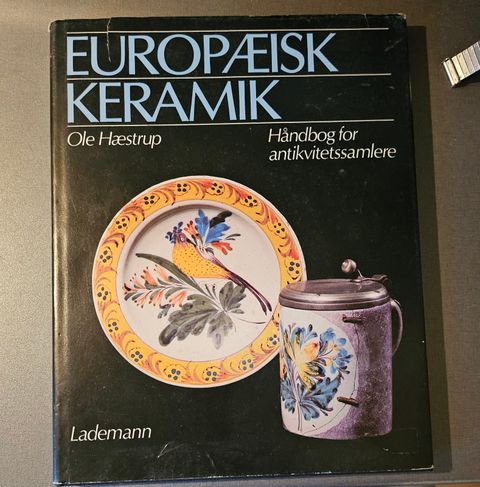 EUROPÆISK
KERAMIK
Ole Hæstrup
Håndbog for
antikvitetssamlere
Lademann